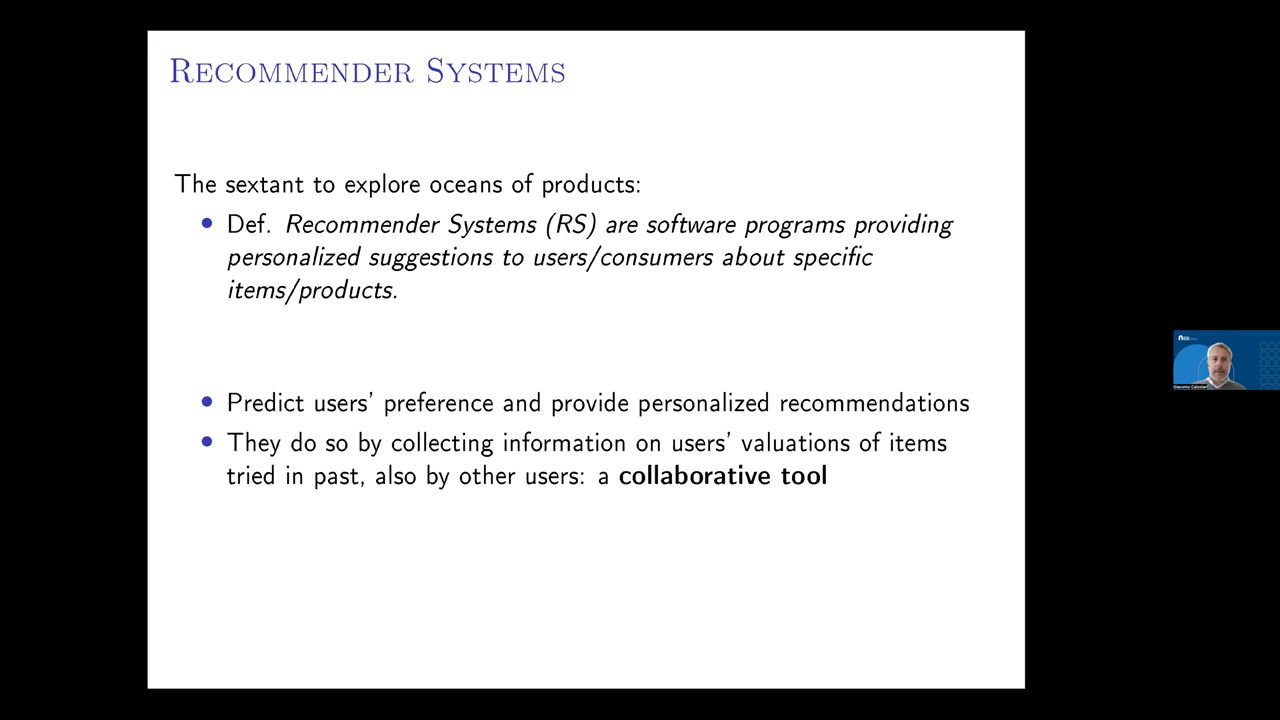 Recommender Systems
The sextant to explore oceans of products:
• Def. Recommender Systems (RS) are software programs providing
personalized suggestions to users/consumers about specific
items/products.
• Predict users' preference and provide personalized recommendations
• They do so by collecting information on users' valuations of items
tried in past, also by other users: a collaborative tool
Giacomo Calzolari